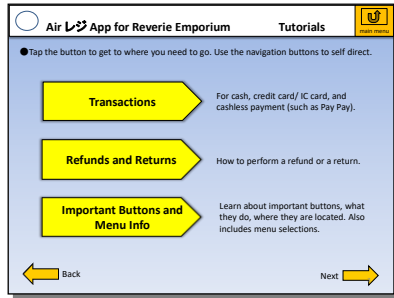 Air レジ App for Reverie Emporium Tutorials
main menu
●Tap the button to get to where you need to go. Use the navigation buttons to self direct.
Transactions
For cash, credit card/ IC card, and
cashless payment (such as Pay Pay).
Refunds and Returns
How to perform a refund or a return.
Important Buttons and
Menu Info
Learn about important buttons, what
they do, where they are located. Also
includes menu selections.
Back
Next